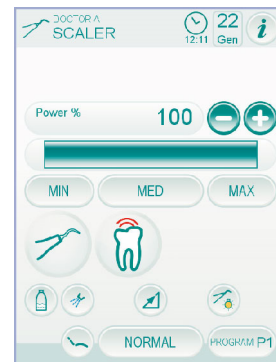 DOCTOR A
SCALER
12:11
22
Gen
i
Power %
100
MIN
MED
MAX
NORMAL
PROGRAM P1